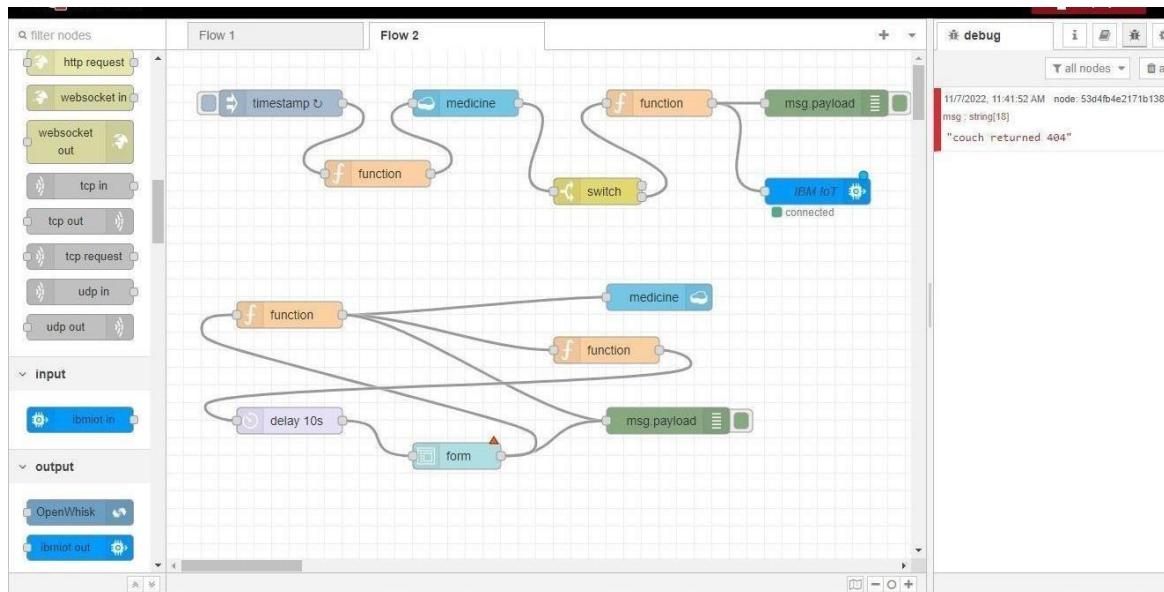 filter nodes
http request
websocket in
websocket
out
tcp in
tcp out
tcp request
udp in
udp out
input
ibmiot in
output
OpenWhisk
ibmiot out
Flow 1
Flow 2
timestamp ↻
medicine
function
msg.payload
function
switch
IBM IoT
connected
function
medicine
function
delay 10s
msg.payload
form
debug
i
all nodes
a
11/7/2022, 11:41:52 AM node: 53d4fb4e2171b138
msg : string[18]
"couch returned 404"